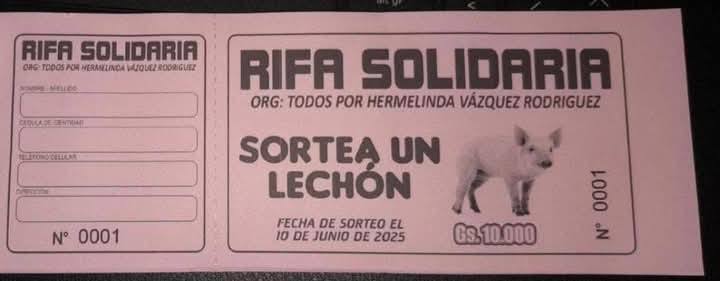 RIFA SOLIDARIA
ORG: TODOS POR HERMELINDA VÁZQUEZ RODRIGUEZ
NOMBRE - APELLIDO
CEDULA DE IDENTIDAD
TELEFONO CELULAR
DIRECCIÓN
N° 0001
RIFA SOLIDARIA
ORG: TODOS POR HERMELINDA VÁZQUEZ RODRIGUEZ
SORTEA UN
LECHÓN
FECHA DE SORTEO EL
10 DE JUNIO DE 2025
Gs. 10.000
N° 0001